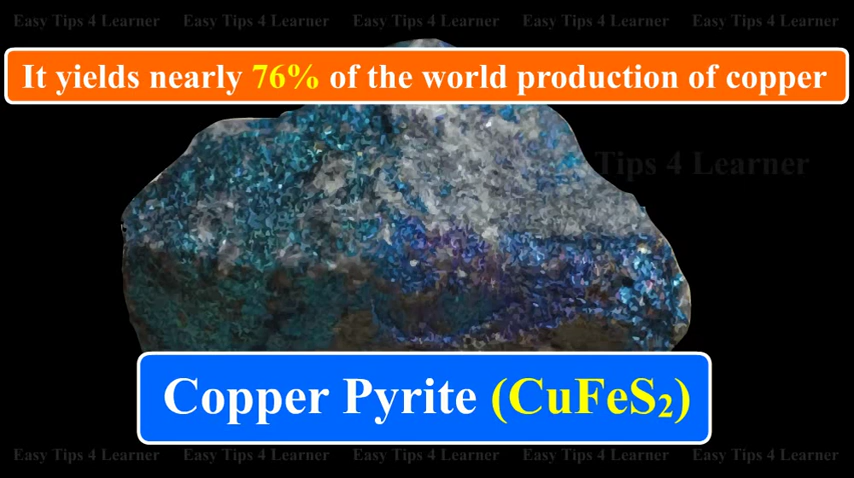 Easy Tips 4 Learner Easy Tips 4 Learner Easy Tips 4 Learner Easy Tips 4 Learner Easy Tips 4 Learner
It yields nearly 76% of the world production of copper
Tips 4 Learner
Copper Pyrite (CuFeS₂)
Easy Tips 4 Learner Easy Tips 4 Learner Easy Tips 4 Learner Easy Tips 4 Learner Easy Tips 4 Learner